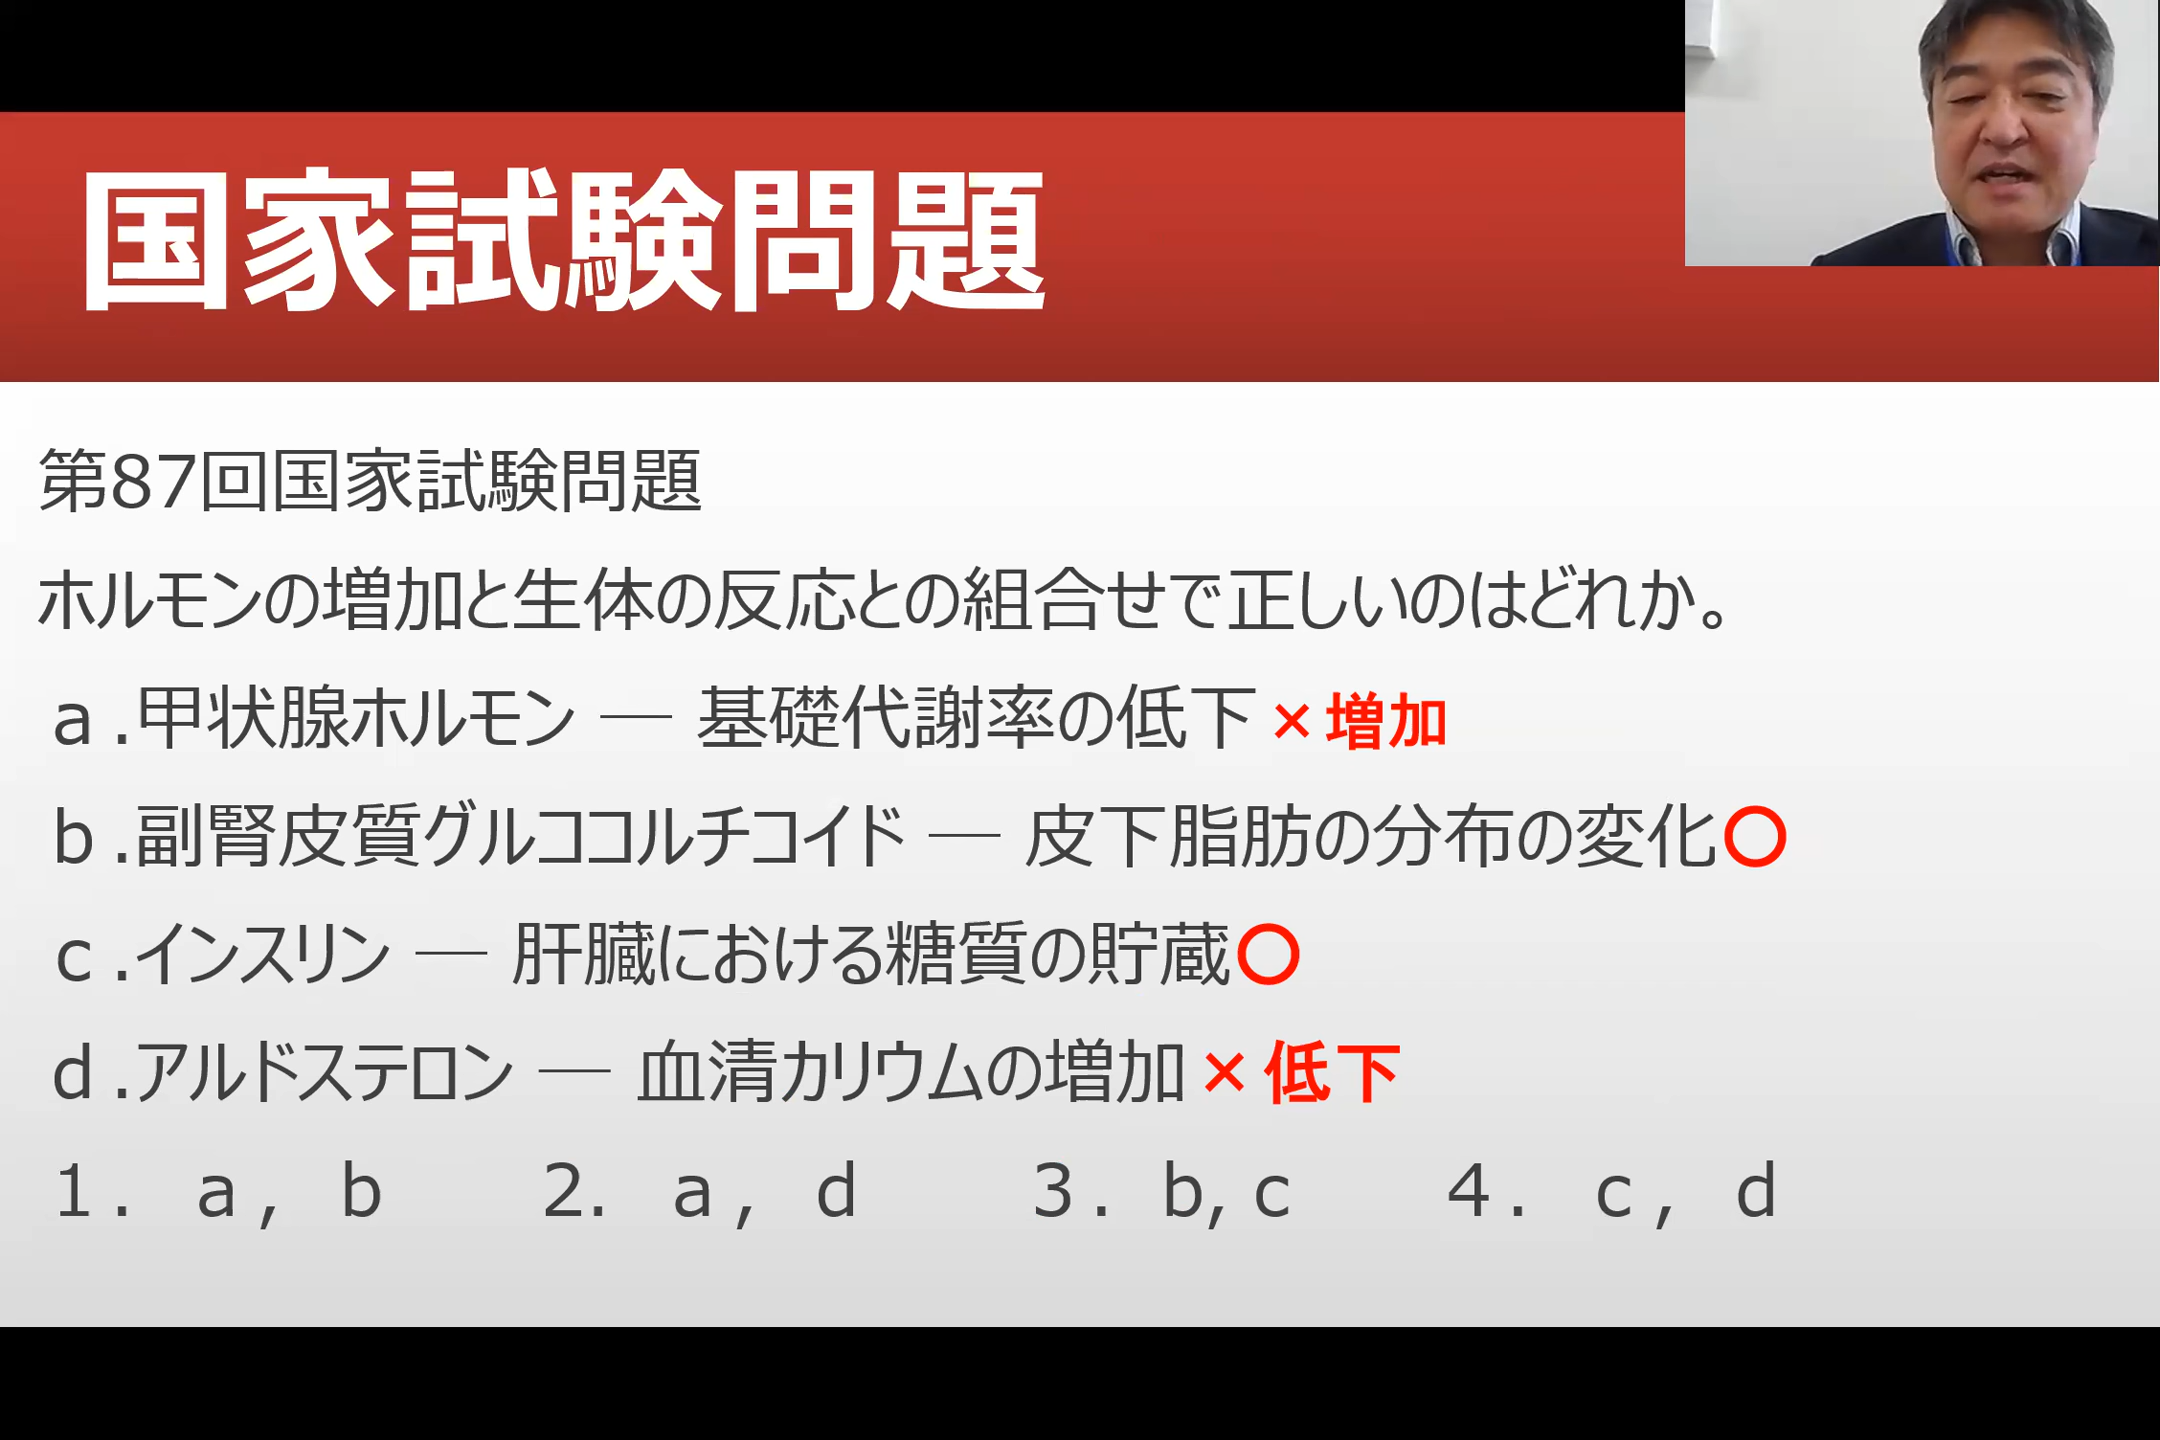 国家試験問題
第87回国家試験問題
ホルモンの増加と生体の反応との組合せで正しいのはどれか。
a .甲状腺ホルモン ― 基礎代謝率の低下 ×増加
b .副腎皮質グルココルチコイド ― 皮下脂肪の分布の変化〇
c .インスリン ― 肝臓における糖質の貯蔵〇
d .アルドステロン ― 血清カリウムの増加 ×低下
1. a, b 2. a, d 3. b, c 4. c, d